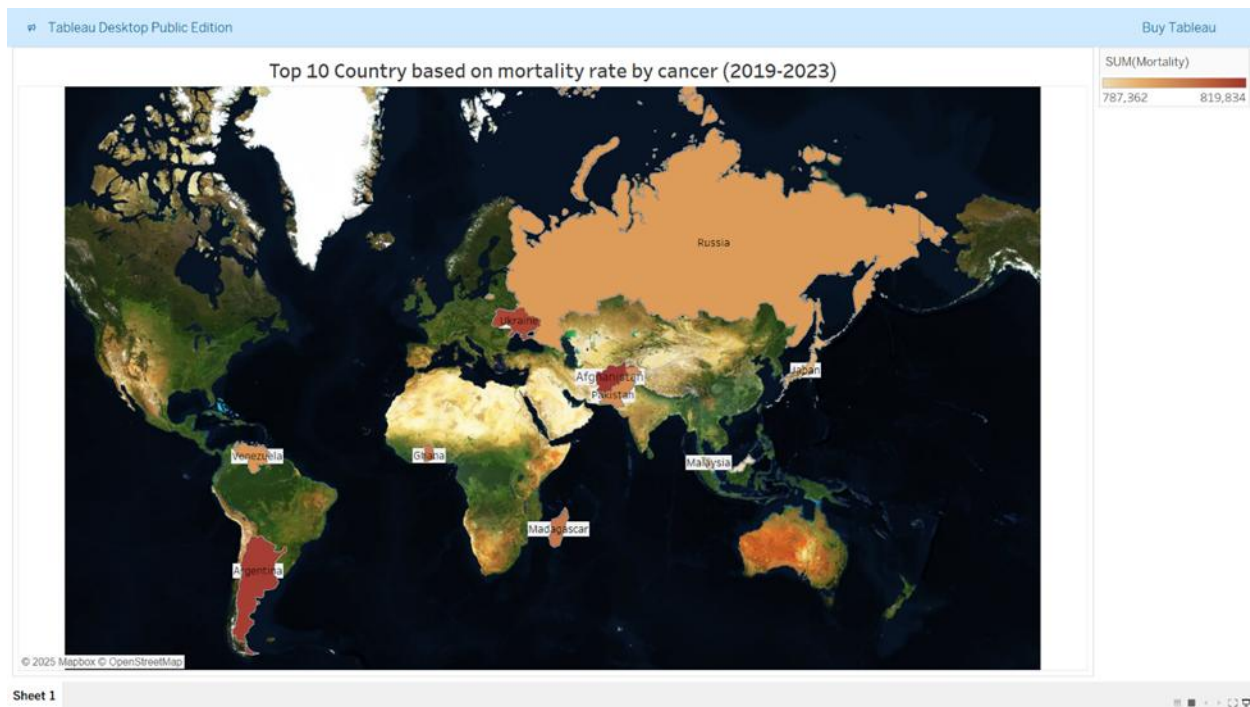 Tableau Desktop Public Edition
Buy Tableau
Top 10 Country based on mortality rate by cancer (2019-2023)
SUM(Mortality)
787,362 819,834
Russia
Ukraine
Japan
Afghanistan
Pakistan
Venezuela
Ghana
Malaysia
Madagascar
Argentina
© 2025 Mapbox © OpenStreetMap
Sheet 1